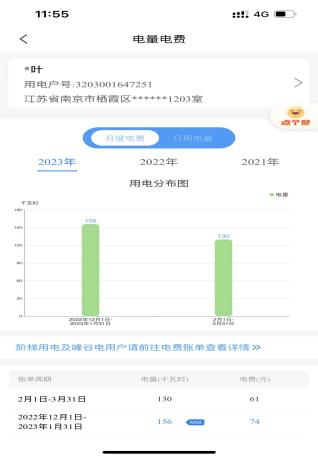 11:55
4G
电量电费
*叶
用电户号:3203001647251
江苏省南京市栖霞区******1203室
点个赞
月度电费 日用电量
2023年 2022年 2021年
用电分布图
电量
千瓦时
180
150
120
90
60
30
0
156
130
2022年12月1日-
2023年1月31日
2月1日-
3月31日
阶梯用电及峰谷电用户请前往电费账单查看详情
账单周期 电量(千瓦时) 电费(元)
2月1日-3月31日 130 61
2022年12月1日-
2023年1月31日
156 MAX 74